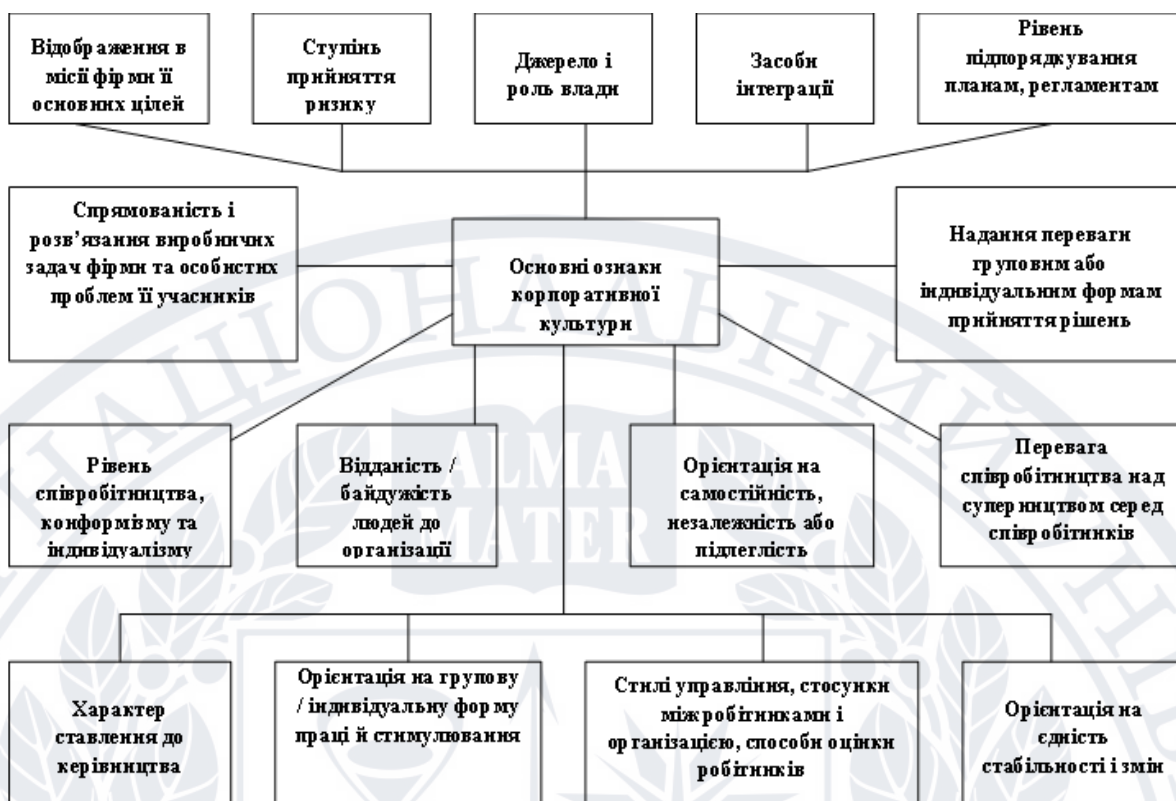 Відображення в
місії фірми її
основних цілей
Ступінь
прийняття
ризику
Джерело і
роль влади
Засоби
інтеграції
Рівень
підпорядкування
планам, регламентам
Спрямованість і
розв’язання виробничих
задач фірми та особистих
проблем її учасників
Основні ознаки
корпоративної
культури
Надання переваги
груповим або
індивідуальним формам
прийняття рішень
Рівень
співробітництва,
конформізму та
індивідуалізму
Відданість /
байдужість
людей до
організації
Орієнтація на
самостійність,
незалежність або
підлеглість
Перевага
співробітництва над
суперництвом серед
співробітників
Характер
ставлення до
керівництва
Орієнтація на групову
/ індивідуальну форму
праці й стимулювання
Стилі управління, стосунки
між робітниками і
організацією, способи оцінки
робітників
Орієнтація на
єдність
стабільності і змін
НАЦІОНАЛЬНИЙ
ALMA
MATER